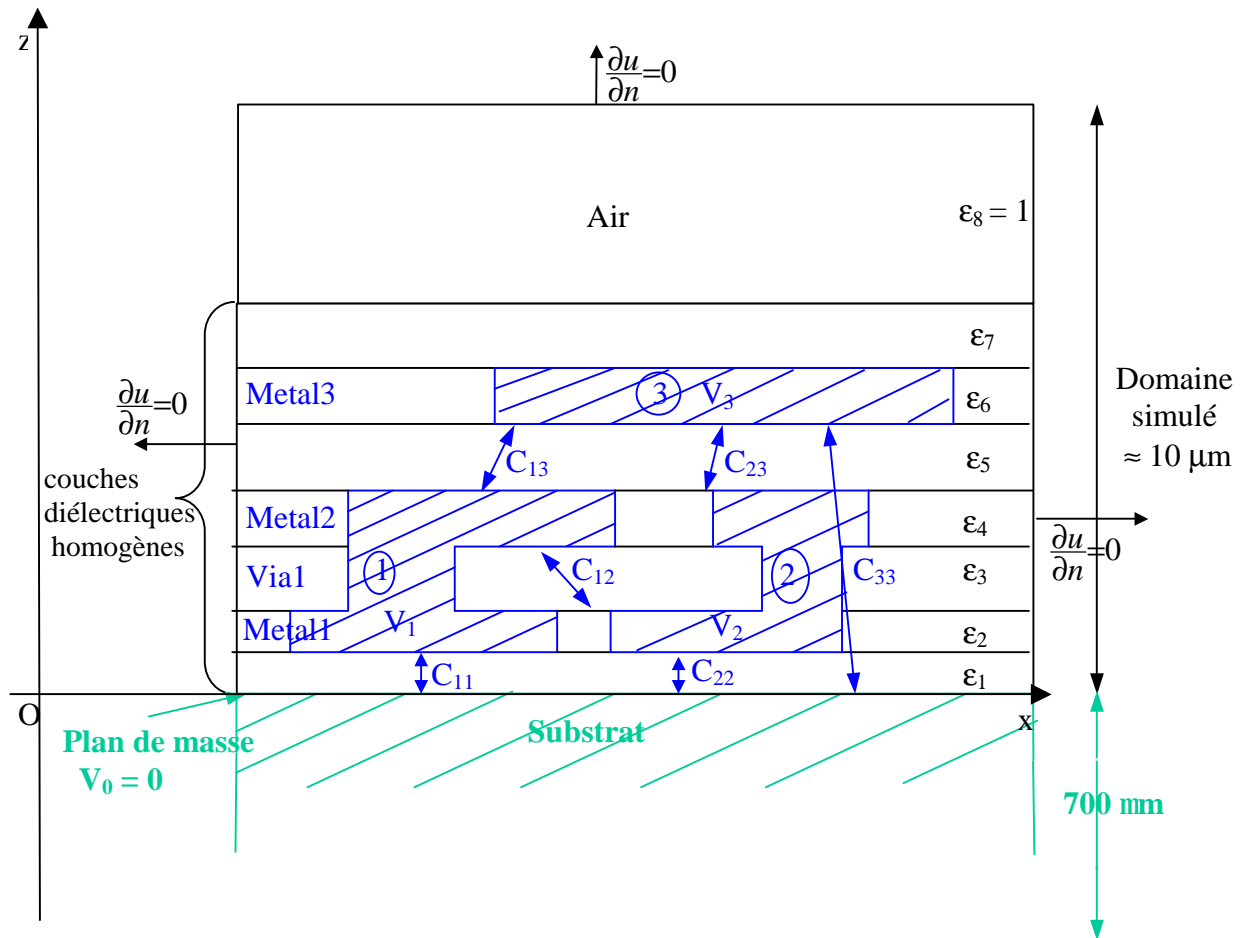 z
∂u/∂n=0
Air
ε₈ = 1
ε₇
Metal3
3
V₃
ε₆
∂u/∂n=0
Domaine
simulé
≈ 10 µm
C₁₃
C₂₃
ε₅
couches
diélectriques
homogènes
Metal2
ε₄
∂u/∂n=0
Via1
1
C₁₂
2
C₃₃
ε₃
Metal1
V₁
V₂
ε₂
C₁₁
C₂₂
ε₁
O
x
Plan de masse
V₀ = 0
Substrat
700 mm